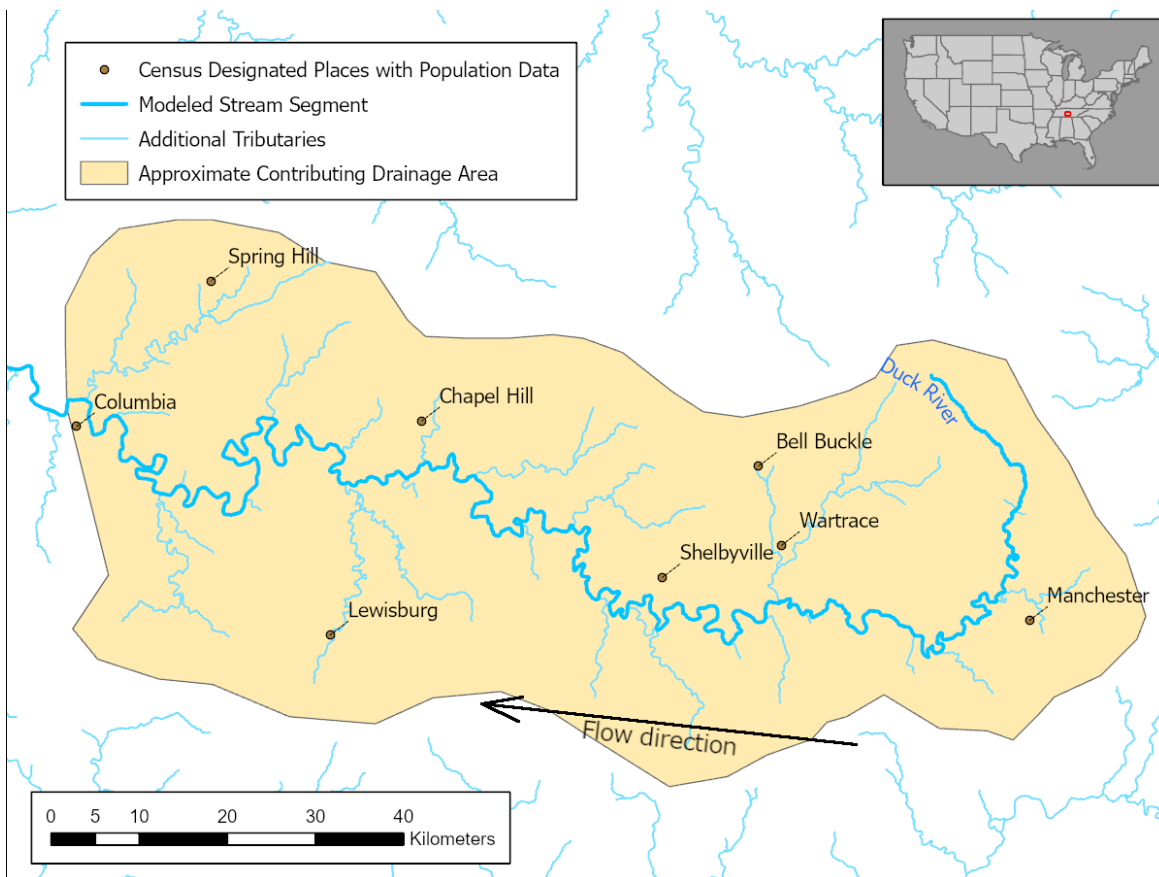 Census Designated Places with Population Data
Modeled Stream Segment
Additional Tributaries
Approximate Contributing Drainage Area
Spring Hill
Duck River
Columbia
Chapel Hill
Bell Buckle
Wartrace
Shelbyville
Manchester
Lewisburg
Flow direction
0 5 10 20 30 40
Kilometers